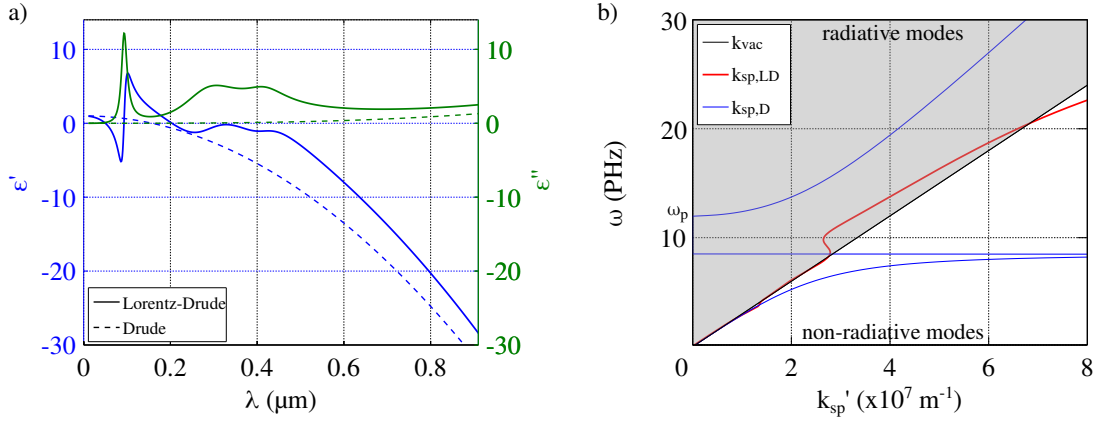 a)
10
0
-10
-20
-30
ε'
10
0
-10
-20
-30
ε''
Lorentz-Drude
Drude
0 0.2 0.4 0.6 0.8
λ (μm)
b)
30
20
10
ωp
ω (PHz)
kvac
ksp,LD
ksp,D
radiative modes
non-radiative modes
0 2 4 6 8
ksp' (x10⁷ m⁻¹)